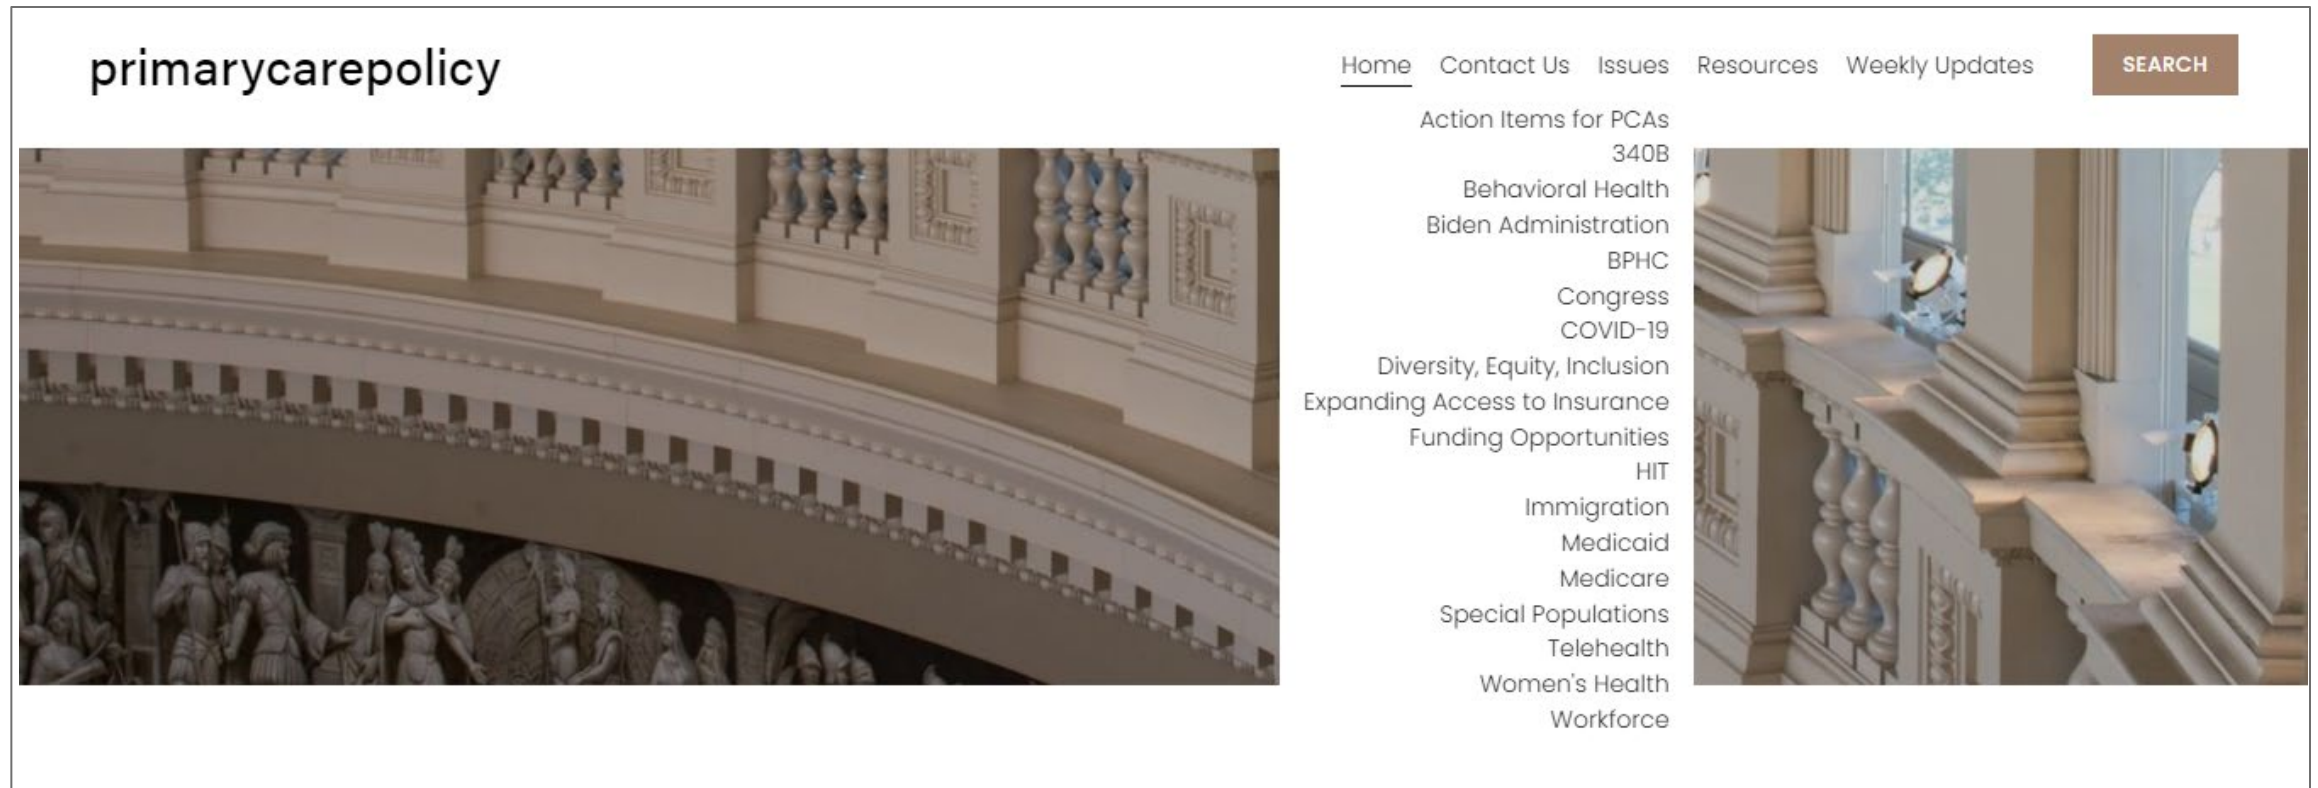 primarycarepolicy
Home Contact Us Issues Resources Weekly Updates SEARCH
Action Items for PCAs
340B
Behavioral Health
Biden Administration
BPHC
Congress
COVID-19
Diversity, Equity, Inclusion
Expanding Access to Insurance
Funding Opportunities
HIT
Immigration
Medicaid
Medicare
Special Populations
Telehealth
Women's Health
Workforce